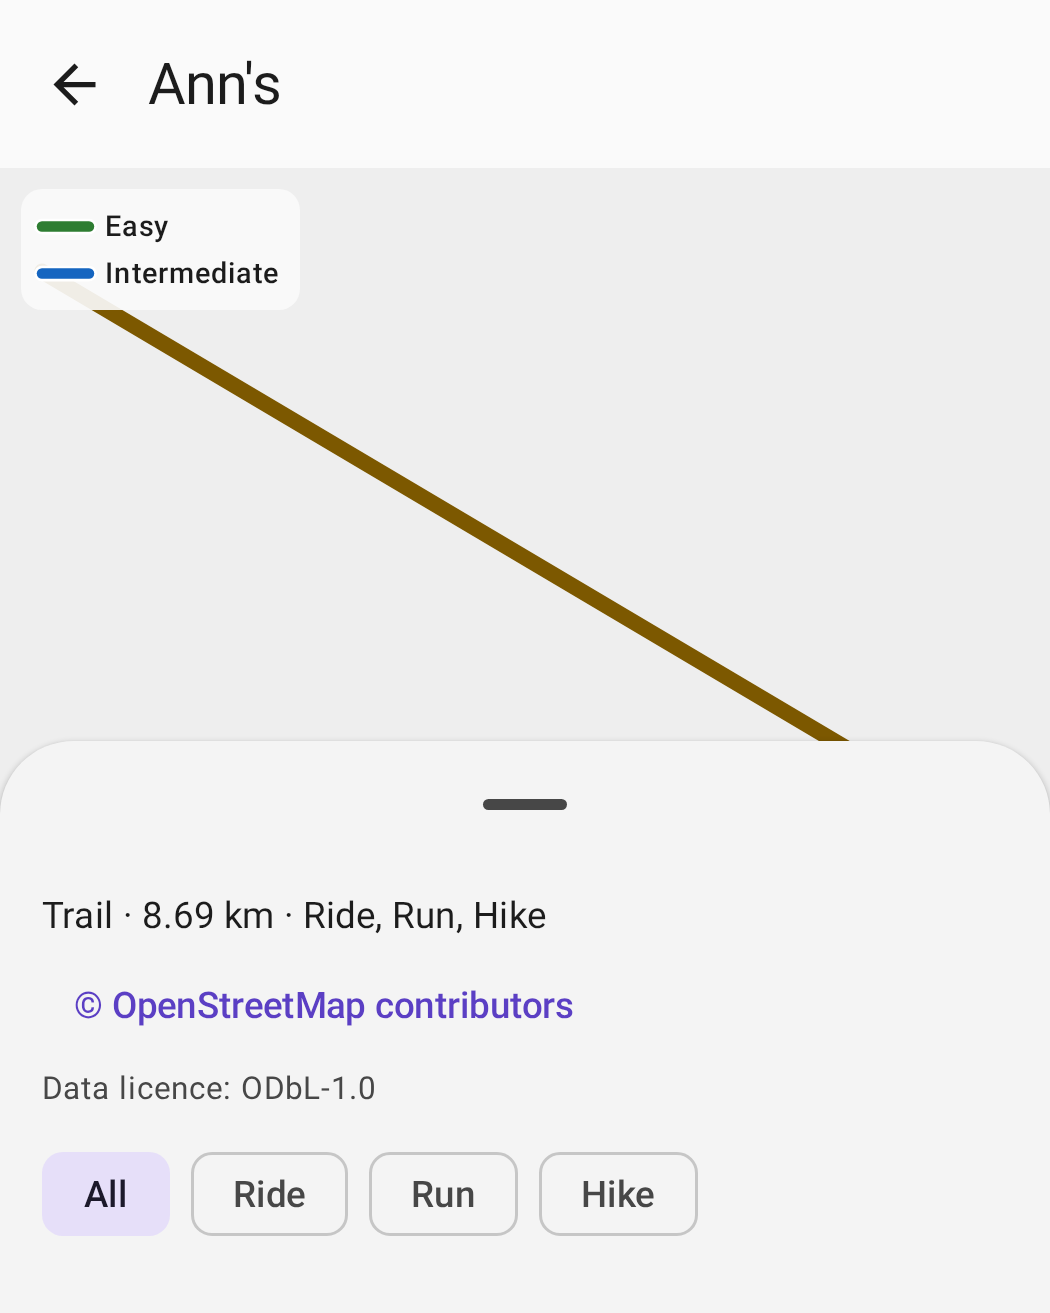 Ann's
Easy
Intermediate
Trail · 8.69 km · Ride, Run, Hike
© OpenStreetMap contributors
Data licence: ODbL-1.0
All Ride Run Hike